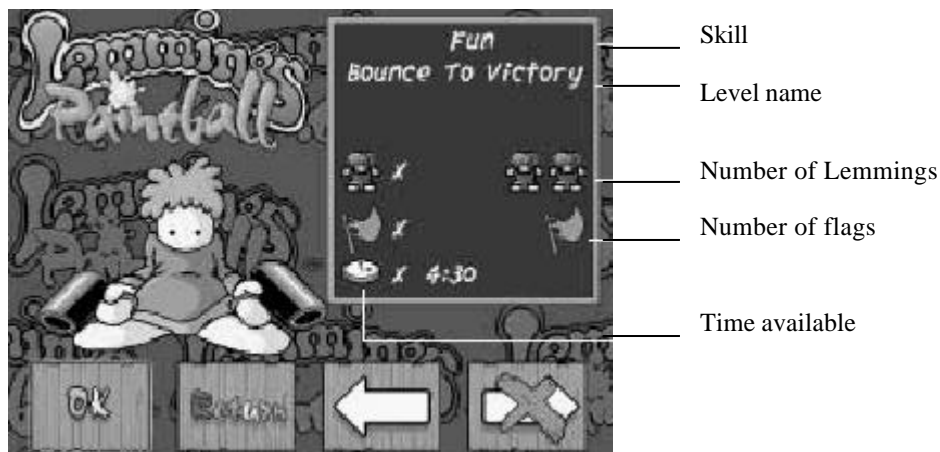 Lemmings
Paintball
Fun
Bounce To Victory
x
x
x 4:30
OK
Return
Skill
Level name
Number of Lemmings
Number of flags
Time available